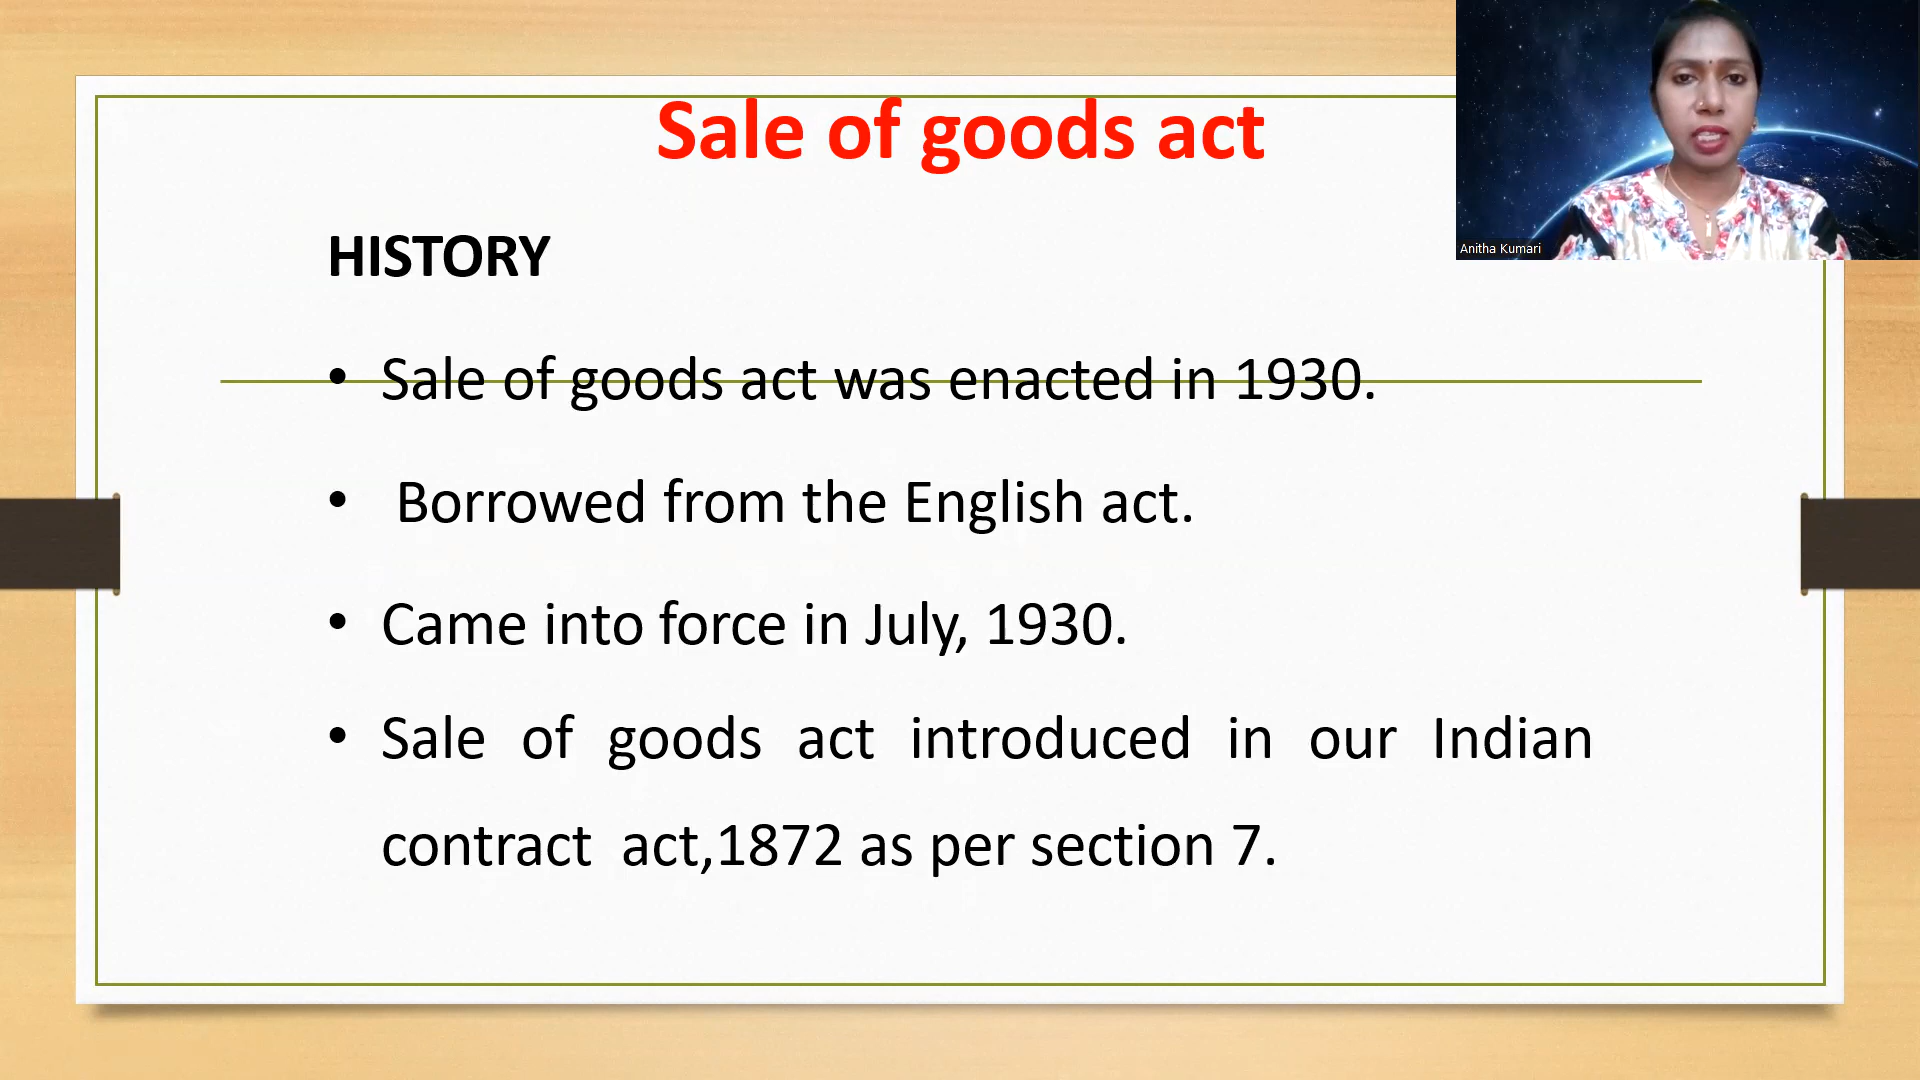 Sale of goods act
Anitha Kumari
HISTORY
• Sale of goods act was enacted in 1930.
• Borrowed from the English act.
• Came into force in July, 1930.
• Sale of goods act introduced in our Indian
contract act,1872 as per section 7.